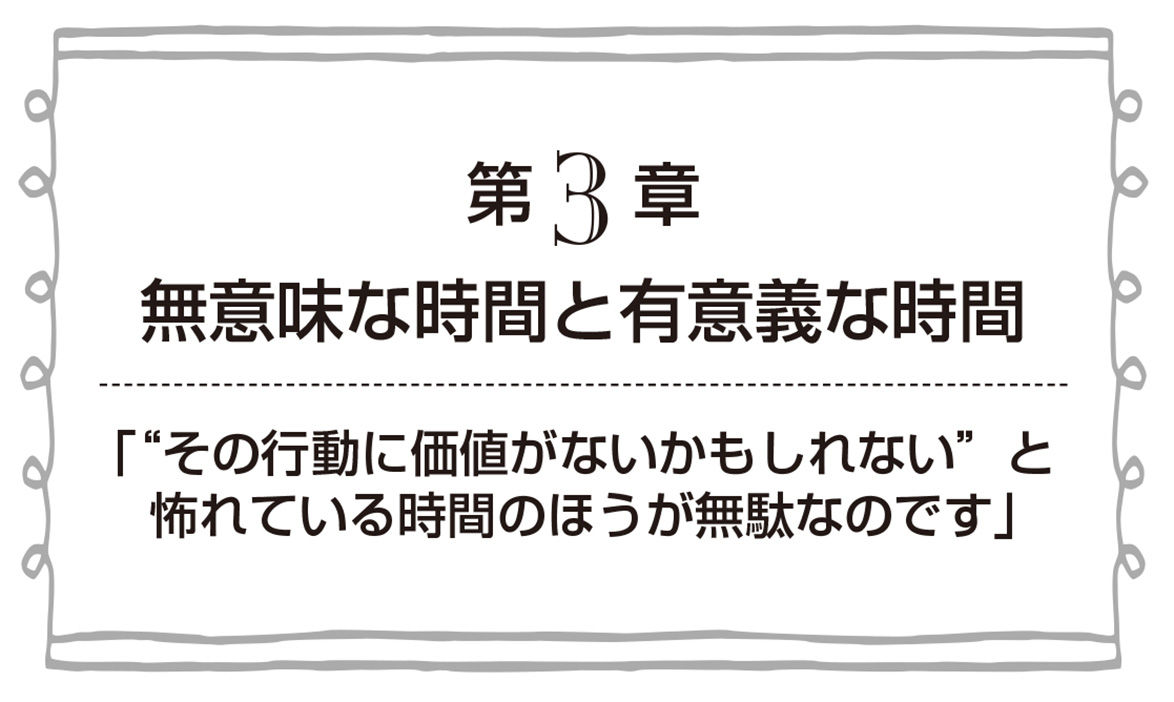 第3章
無意味な時間と有意義な時間
「“その行動に価値がないかもしれない”と
怖れている時間のほうが無駄なのです」